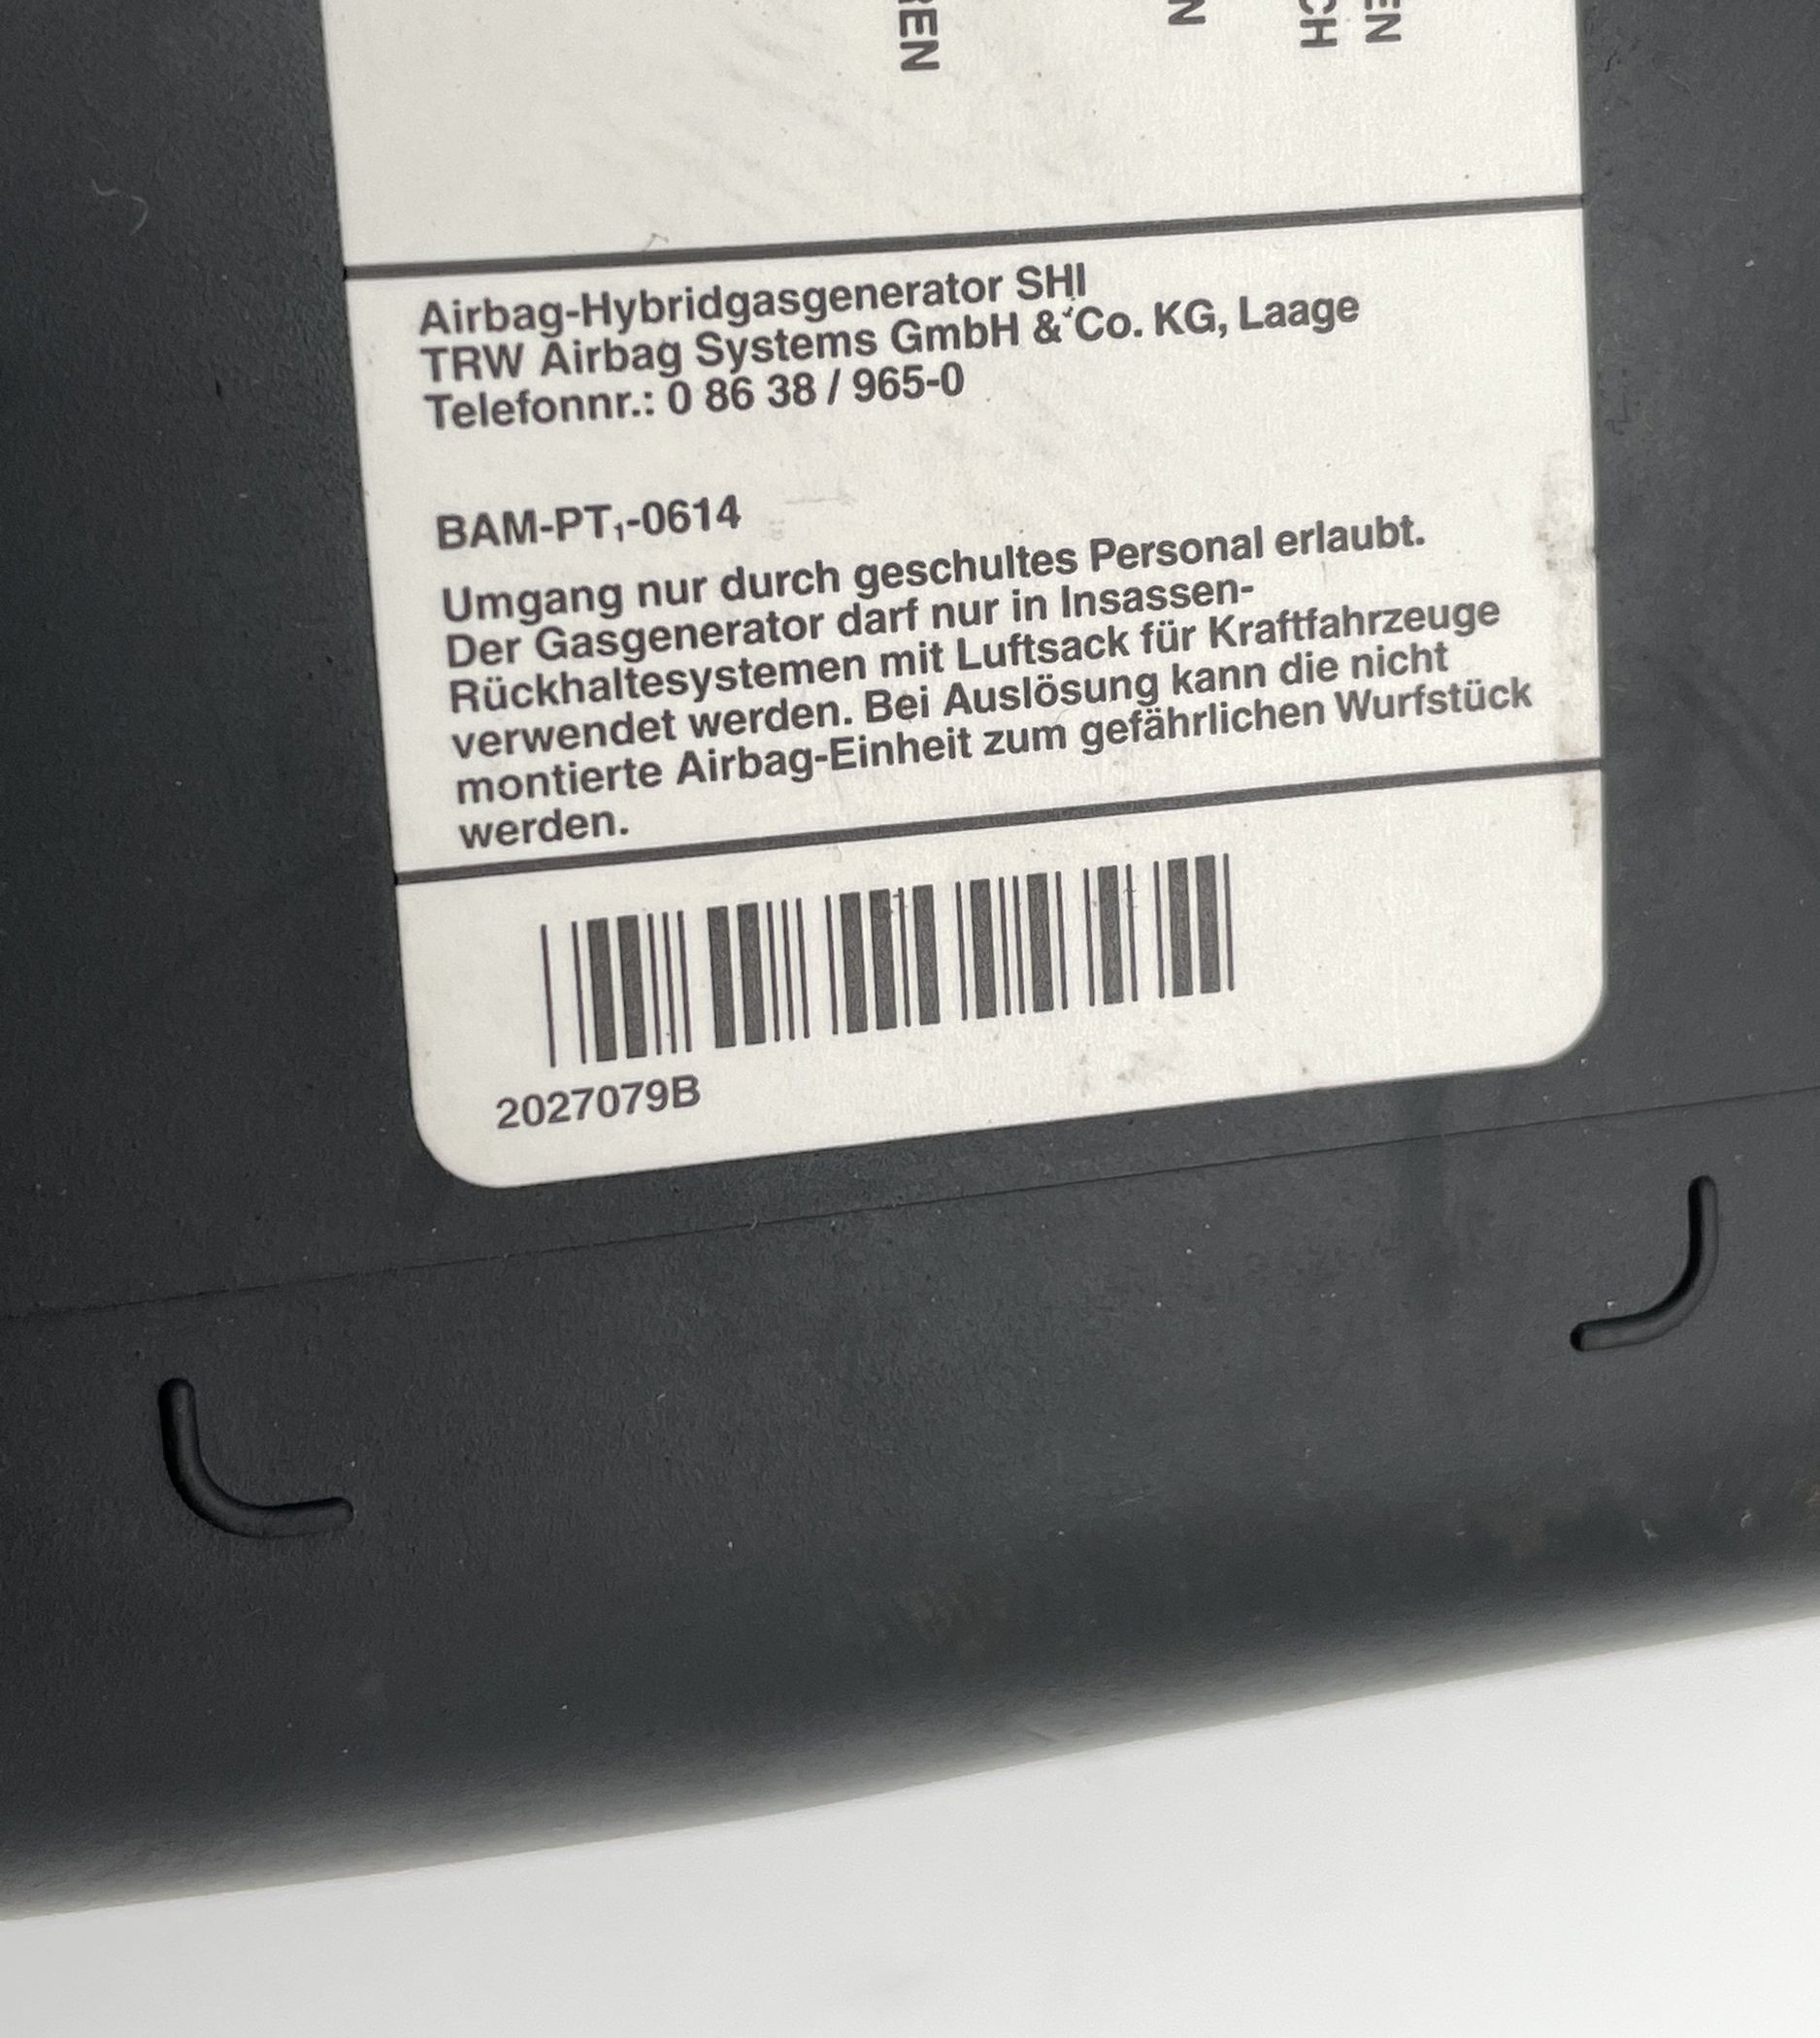 Airbag-Hybridgasgenerator SHI
TRW Airbag Systems GmbH & Co. KG, Laage
Telefonnr.: 0 86 38 / 965-0
BAM-PT₁-0614
Umgang nur durch geschultes Personal erlaubt.
Der Gasgenerator darf nur in Insassen-
Rückhaltesystemen mit Luftsack für Kraftfahrzeuge
verwendet werden. Bei Auslösung kann die nicht
montierte Airbag-Einheit zum gefährlichen Wurfstück
werden.
2027079B